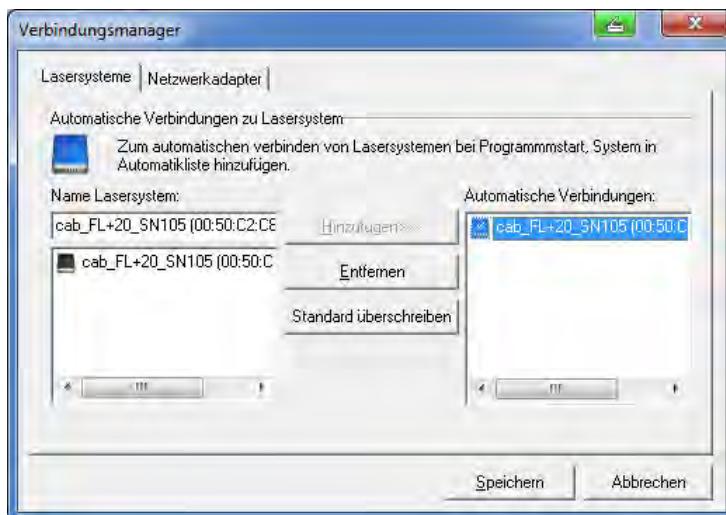 Verbindungsmanager
Lasersysteme
Netzwerkadapter
Automatische Verbindungen zu Lasersystem
Zum automatischen verbinden von Lasersystemen bei Programmstart, System in
Automatikliste hinzufügen.
Name Lasersystem:
Automatische Verbindungen:
cab_FL+20_SN105 (00:50:C2:C8
Hinzufügen>>
cab_FL+20_SN105 (00:50:C
cab_FL+20_SN105 (00:50:C
Entfernen
Standard überschreiben
Speichern
Abbrechen